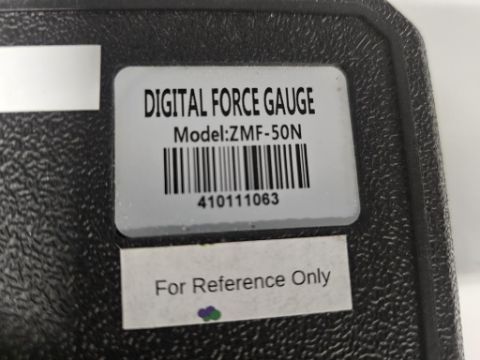 DIGITAL FORCE GAUGE
Model:ZMF-50N
410111063
For Reference Only